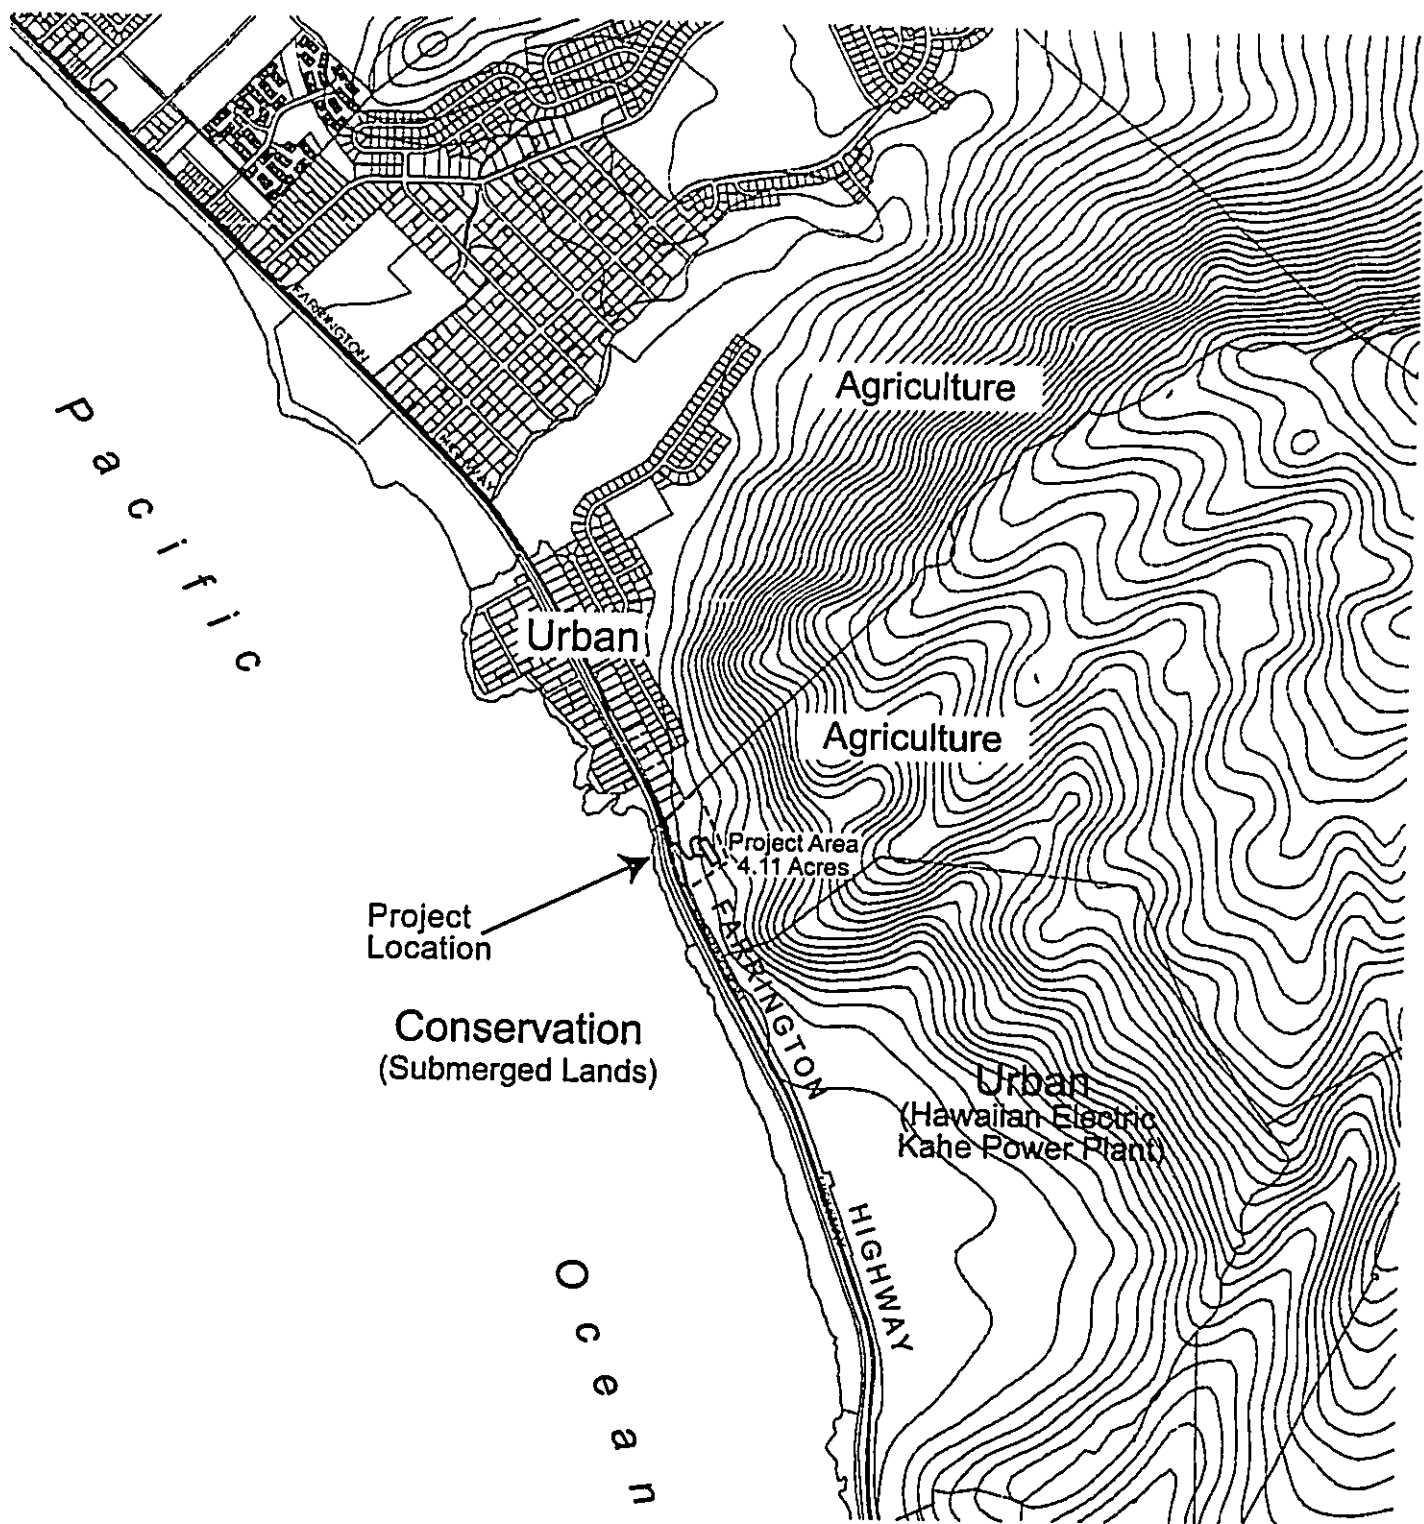 FARRINGTON
HIGHWAY
Pacific
Agriculture
Urban
Agriculture
Project Area
4.11 Acres
Project
Location
FARRINGTON
HIGHWAY
Conservation
(Submerged Lands)
Urban
(Hawaiian Electric
Kahe Power Plant)
Ocean